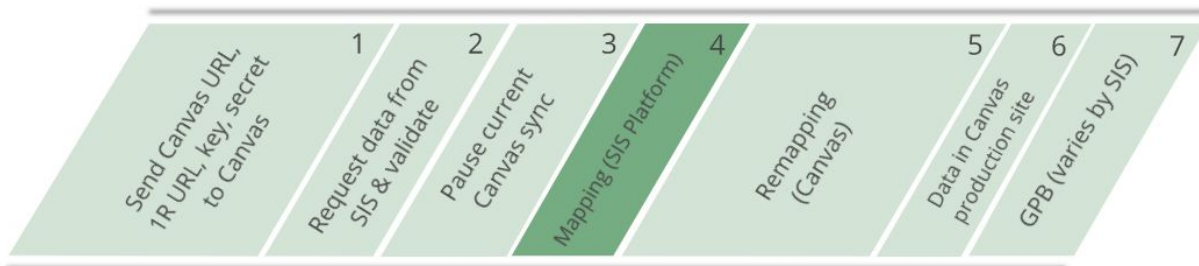 1
Send Canvas URL,
1R URL, key, secret
to Canvas
2
Request data from
SIS & validate
3
Pause current
Canvas sync
4
Mapping (SIS Platform)
5
Remapping
(Canvas)
6
Data in Canvas
production site
7
GPB (varies by SIS)